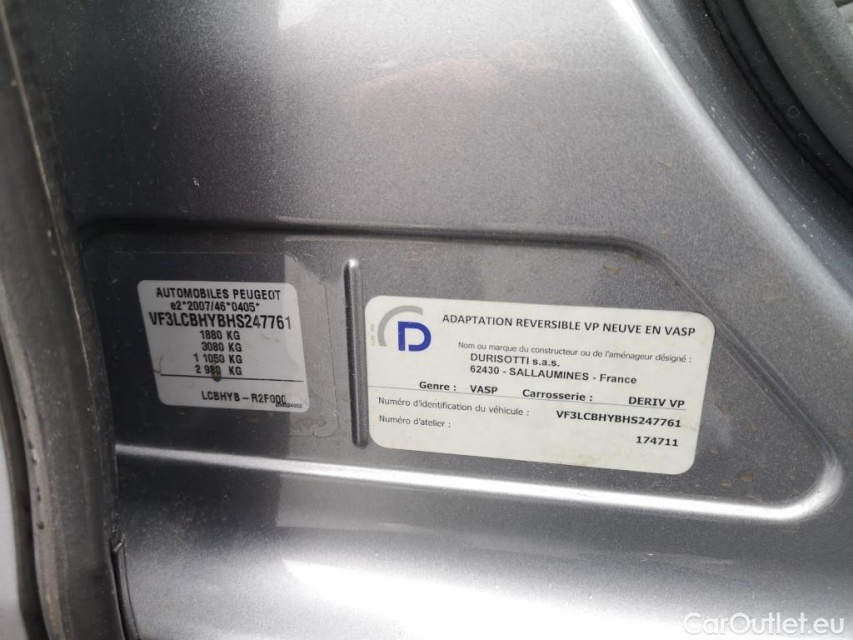 AUTOMOBILES PEUGEOT
e2*2007/46*0405*
VF3LCBHYBHS247761
1880 KG
3080 KG
1 1050 KG
2 980 KG
LCBHYB-R2F00C
D
ADAPTATION REVERSIBLE VP NEUVE EN VASP
Nom ou marque du constructeur ou de l'aménageur désigné :
DURISOTTI s.a.s.
62430 - SALLAUMINES - France
Genre : VASP Carrosserie : DERIV VP
Numéro d'identification du véhicule : VF3LCBHYBHS247761
Numéro d'atelier : 174711
CarOutlet.eu